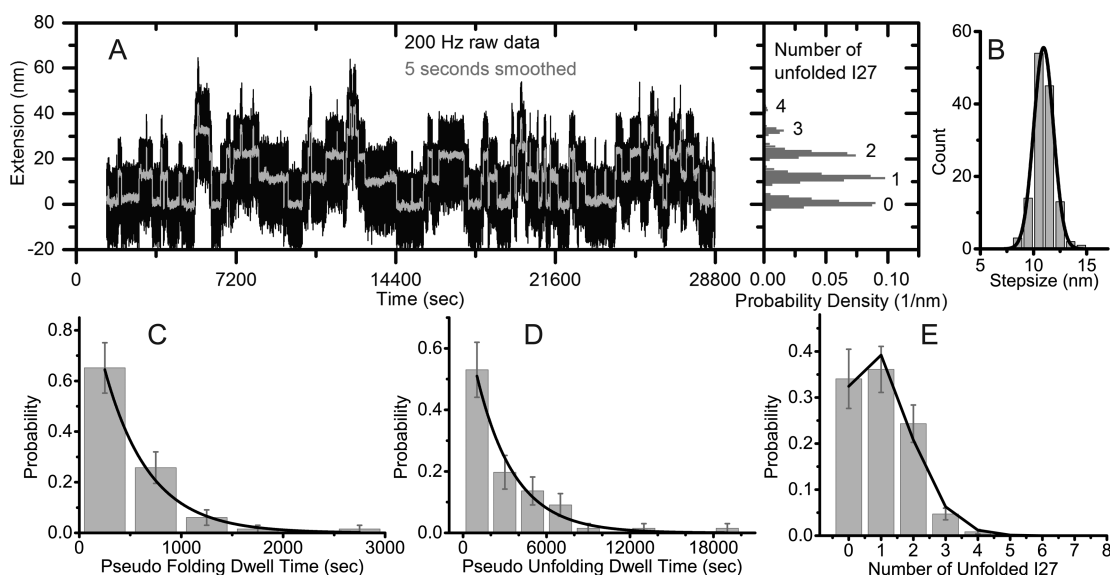 A
200 Hz raw data
5 seconds smoothed
Extension (nm)
80
60
40
20
0
-20
0
7200
14400
21600
28800
Time (sec)
Number of
unfolded I27
4
3
2
1
0
0.00
0.05
0.10
Probability Density (1/nm)
B
Count
60
40
20
0
5
10
15
Stepsize (nm)
C
Probability
0.8
0.6
0.4
0.2
0.0
0
1000
2000
3000
Pseudo Folding Dwell Time (sec)
D
Probability
0.6
0.4
0.2
0.0
0
6000
12000
18000
Pseudo Unfolding Dwell Time (sec)
E
Probability
0.4
0.3
0.2
0.1
0.0
0 1 2 3 4 5 6 7 8
Number of Unfolded I27